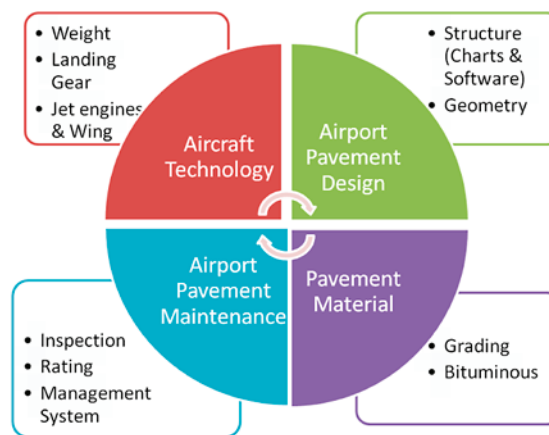 • Weight
• Landing
Gear
• Jet engines
& Wing
• Structure
(Charts &
Software)
• Geometry
Aircraft
Technology
Airport
Pavement
Design
Airport
Pavement
Maintenance
Pavement
Material
• Inspection
• Rating
• Management
System
• Grading
• Bituminous